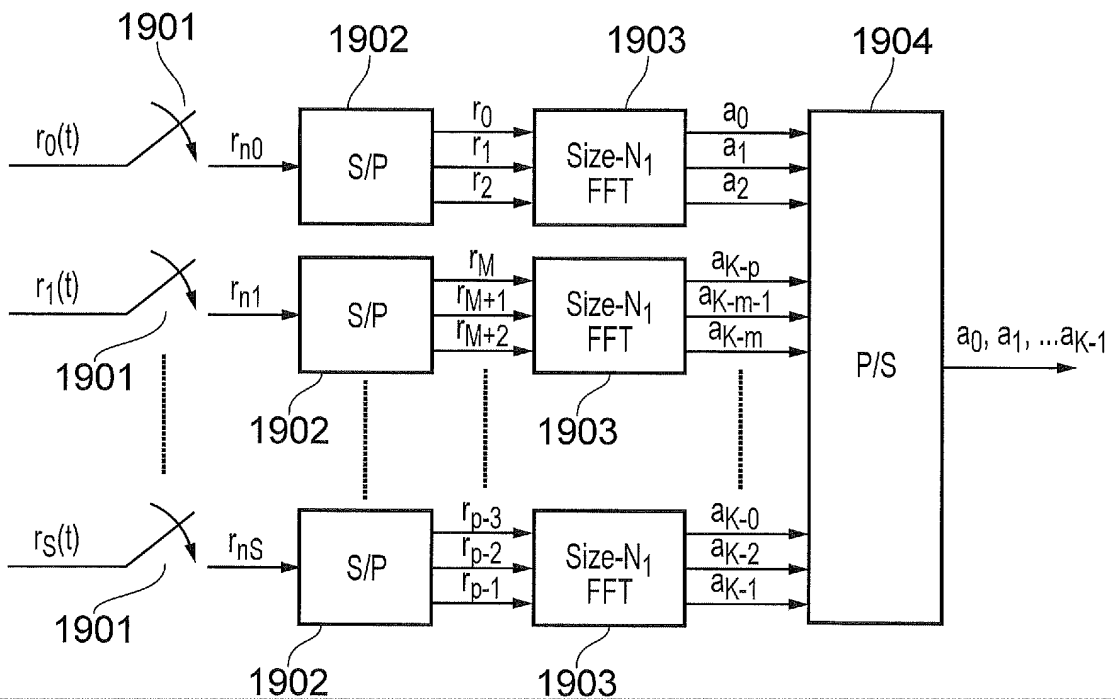 1901
1902
1903
1904
r0(t)
rn0
S/P
r0
r1
r2
Size-N1
FFT
a0
a1
a2
r1(t)
rn1
S/P
rM
rM+1
rM+2
Size-N1
FFT
aK-p
aK-m-1
aK-m
P/S
a0, a1, ...aK-1
1901
1902
1903
rS(t)
rnS
S/P
rp-3
rp-2
rp-1
Size-N1
FFT
aK-0
aK-2
aK-1
1901
1902
1903